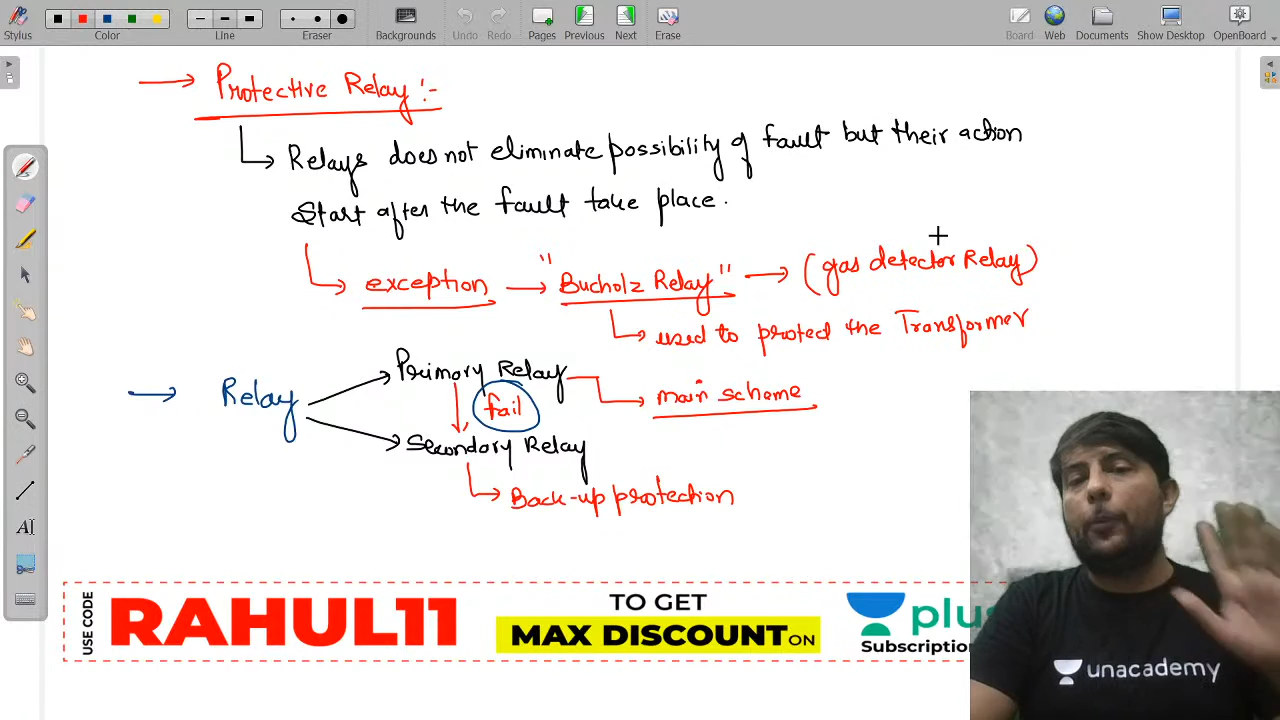 Stylus Color Line Eraser Backgrounds Undo Redo Pages Previous Next Erase Board Web Documents Show Desktop OpenBoard
→ Protective Relay :-
Relays does not eliminate possibility of fault but their action
Start after the fault take place.
exception → "Bucholz Relay" → (gas detector Relay)
used to protect the Transformer
→ Relay
Primary Relay
main scheme
fail
Secondary Relay
Back-up protection
USE CODE
RAHUL11
TO GET
MAX DISCOUNT ON
plus
Subscription
unacademy